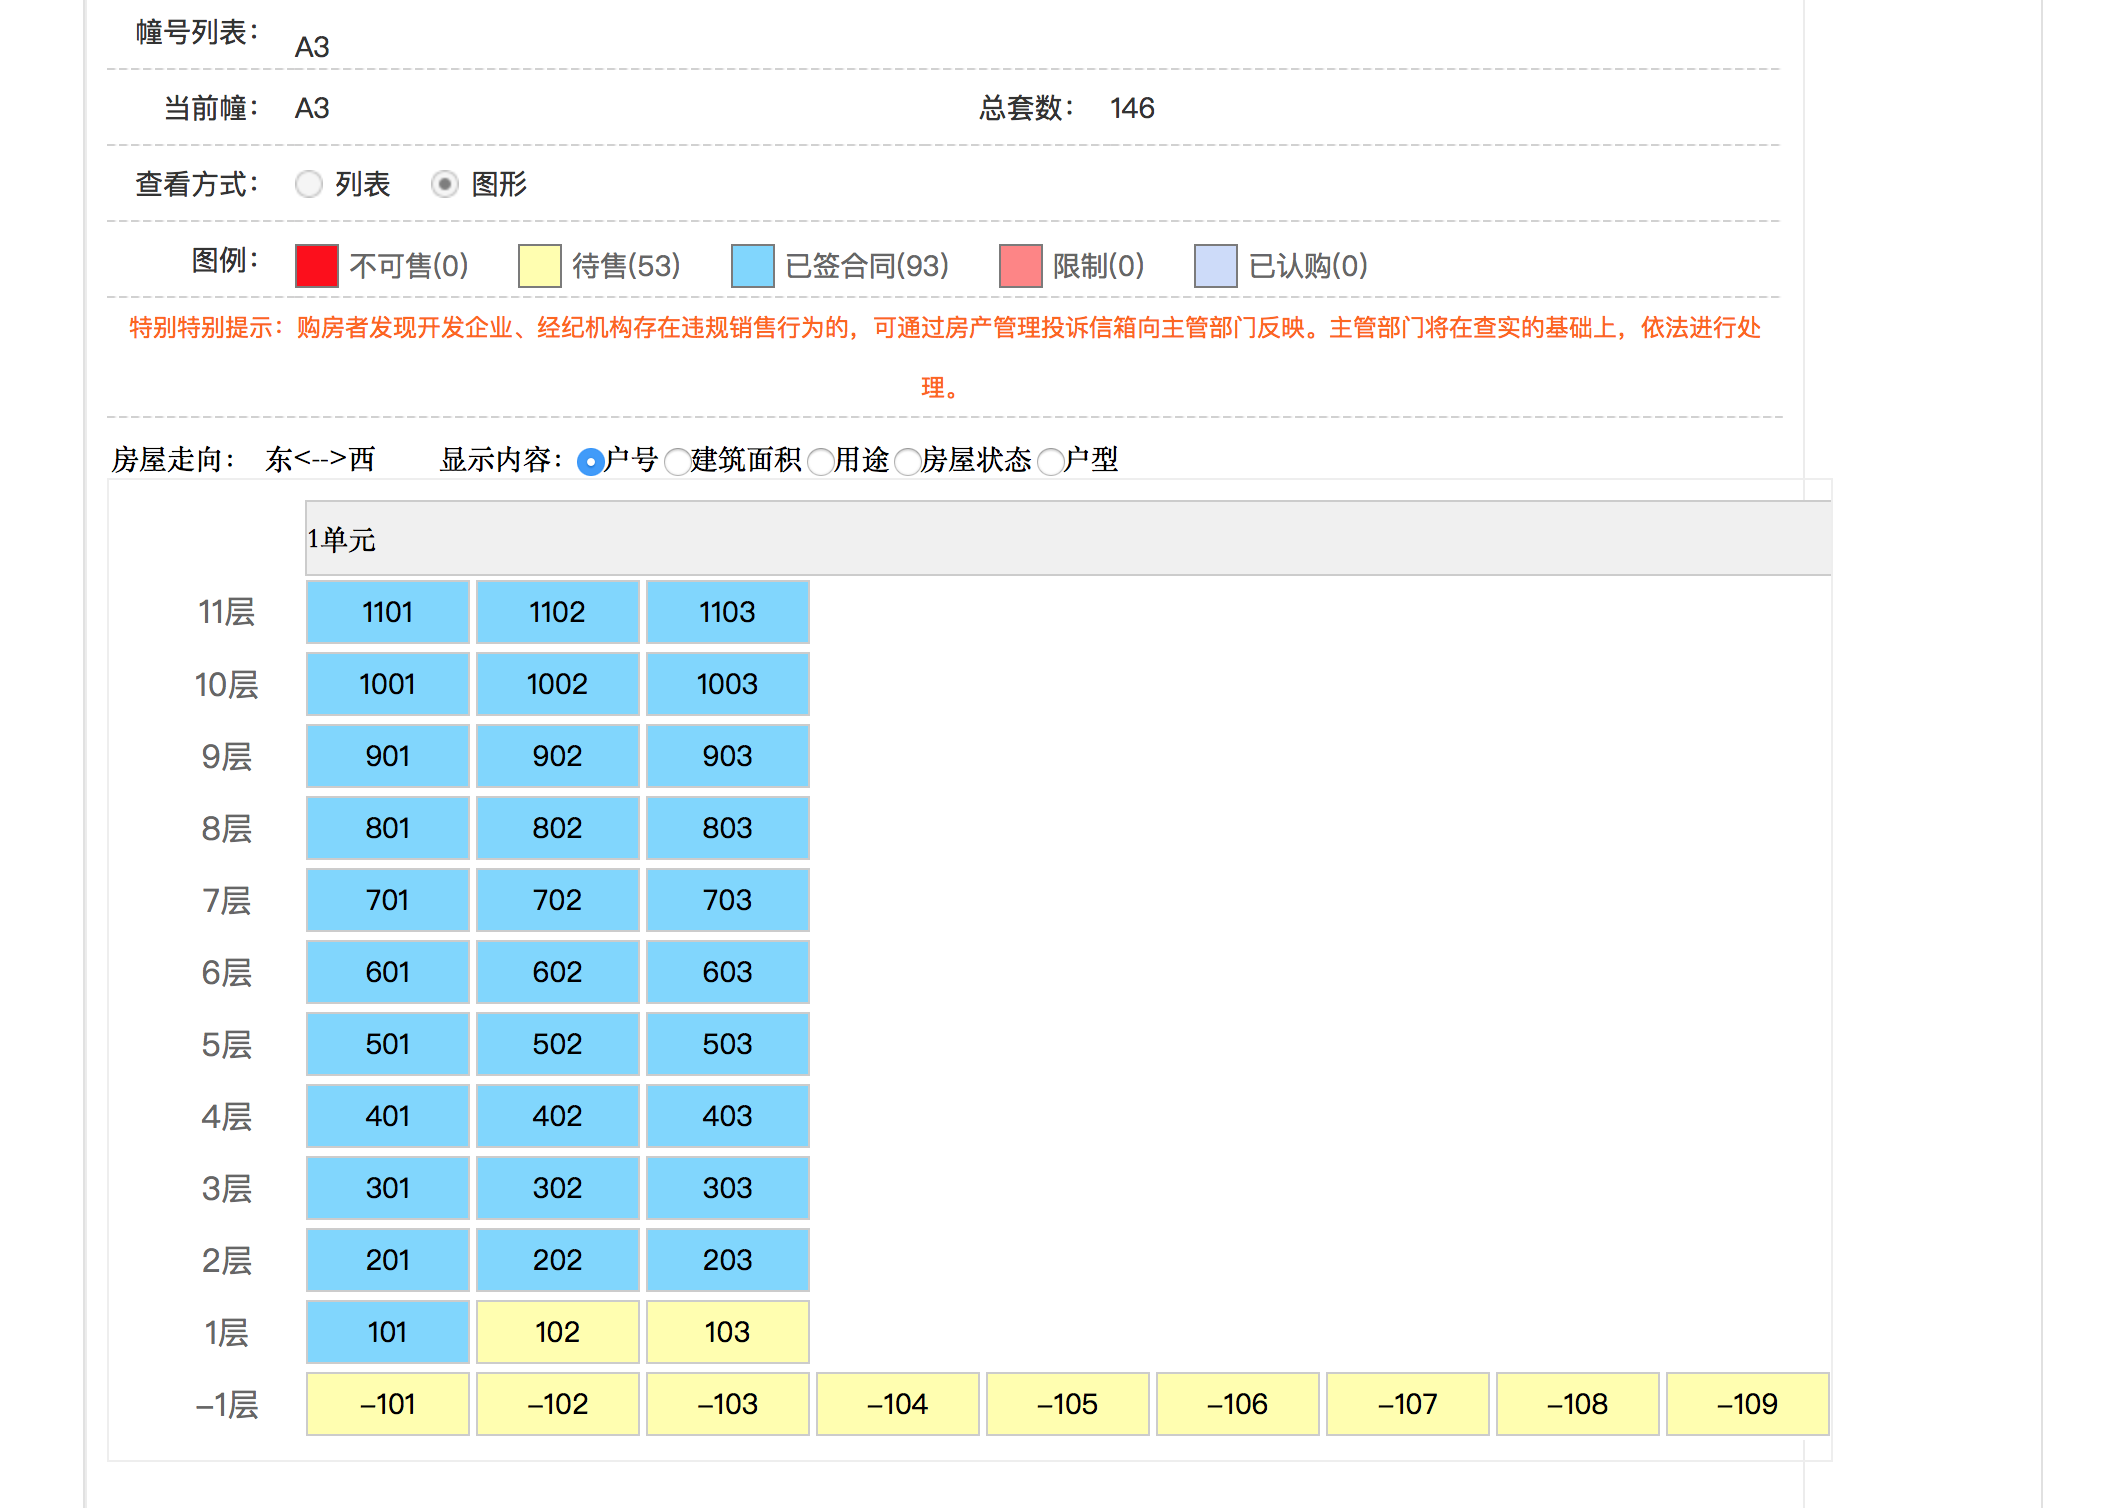 幢号列表： A3
当前幢： A3 总套数： 146
查看方式： 列表 图形
图例： 不可售(0) 待售(53) 已签合同(93) 限制(0) 已认购(0)
特别特别提示：购房者发现开发企业、经纪机构存在违规销售行为的，可通过房产管理投诉信箱向主管部门反映。主管部门将在查实的基础上，依法进行处
理。
房屋走向： 东<-->西 显示内容： 户号 建筑面积 用途 房屋状态 户型
1单元
11层 1101 1102 1103
10层 1001 1002 1003
9层 901 902 903
8层 801 802 803
7层 701 702 703
6层 601 602 603
5层 501 502 503
4层 401 402 403
3层 301 302 303
2层 201 202 203
1层 101 102 103
-1层 -101 -102 -103 -104 -105 -106 -107 -108 -109